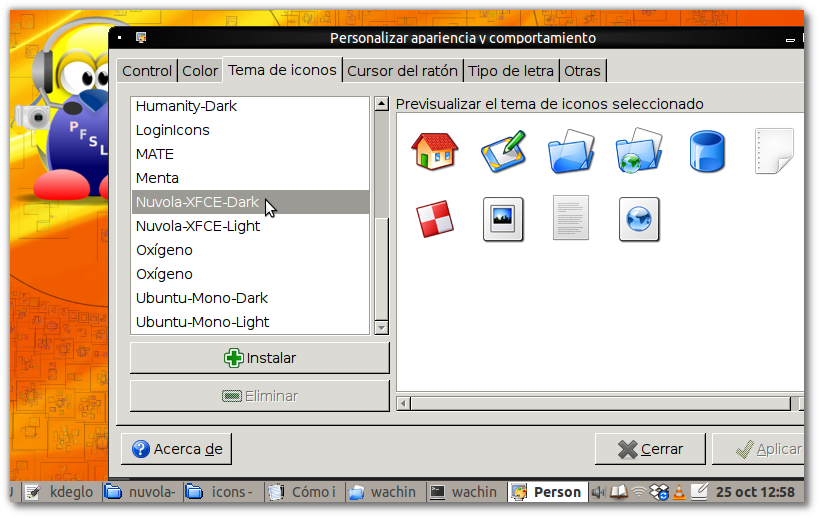 Personalizar apariencia y comportamiento
Control
Color
Tema de iconos
Cursor del ratón
Tipo de letra
Otras
Humanity-Dark
LoginIcons
MATE
Menta
Nuvola-XFCE-Dark
Nuvola-XFCE-Light
Oxígeno
Oxígeno
Ubuntu-Mono-Dark
Ubuntu-Mono-Light
Previsualizar el tema de iconos seleccionado
Instalar
Eliminar
Acerca de
Cerrar
Aplicar
PFSL
kdeglo
nuvola-
icons -
Cómo i
wachin
wachin
Person
25 oct 12:58